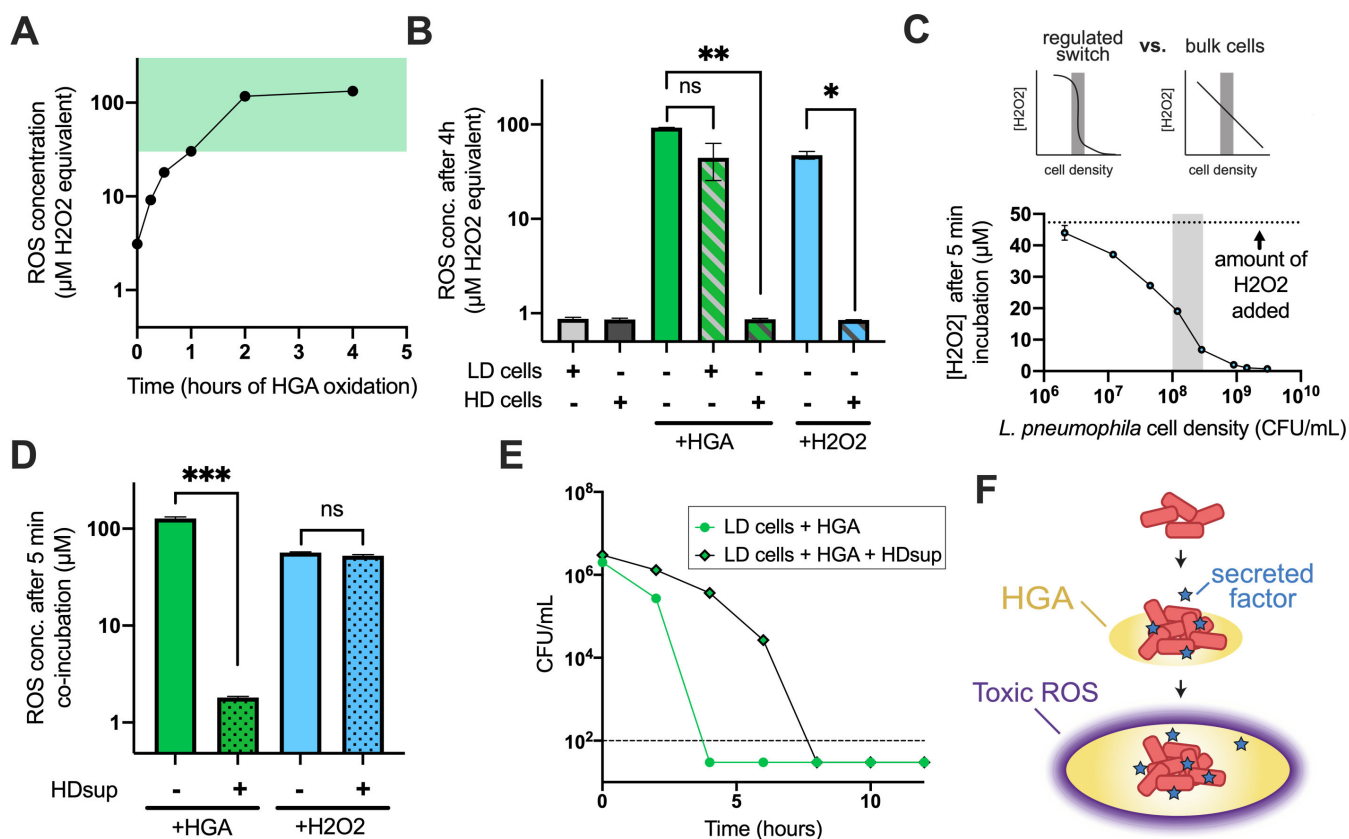 A
ROS concentration
(µM H2O2 equivalent)
100
10
1
0 1 2 3 4 5
Time (hours of HGA oxidation)
B
ROS conc. after 4h
(µM H2O2 equivalent)
100
10
1
**
ns
*
LD cells + - - + - - -
HD cells - + - - + - +
+HGA +H2O2
C
regulated switch vs. bulk cells
[H2O2]
cell density
[H2O2]
cell density
[H2O2] after 5 min
incubation (µM)
50
40
30
20
10
0
amount of
H2O2
added
10^6 10^7 10^8 10^9 10^10
L. pneumophila cell density (CFU/mL)
D
ROS conc. after 5 min
co-incubation (µM)
100
10
1
***
ns
HDsup - + - +
+HGA +H2O2
E
CFU/mL
10^8
10^6
10^4
10^2
LD cells + HGA
LD cells + HGA + HDsup
0 5 10
Time (hours)
F
secreted
factor
HGA
Toxic ROS